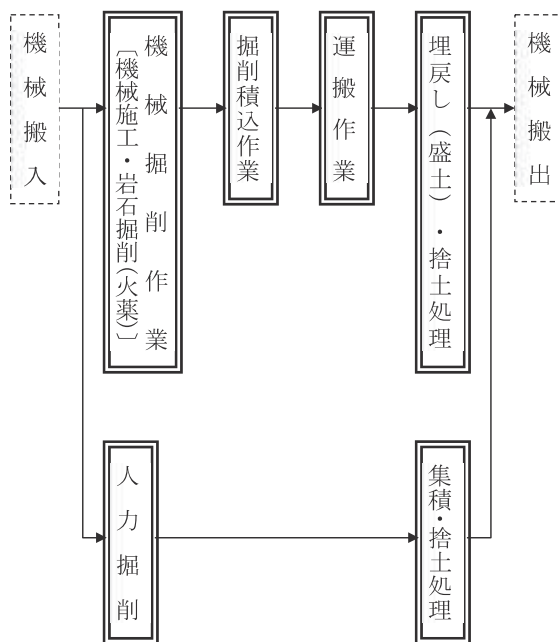 機械搬入
機械掘削作業
〔機械施工・岩石掘削(火薬)〕
掘削積込作業
運搬作業
埋戻し（盛土）・捨土処理
機械搬出
人力掘削
集積・捨土処理